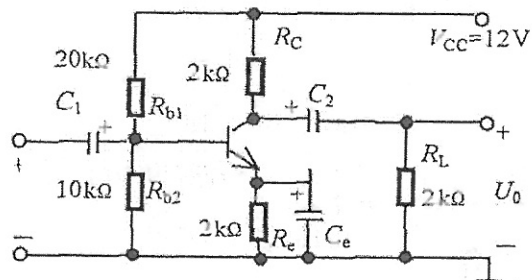 R_C
V_CC=12V
20kΩ
2kΩ
C_1
+
R_b1
+
C_2
+
+
10kΩ
R_b2
+
R_L
2kΩ
U_0
2kΩ
R_e
C_e
−
−